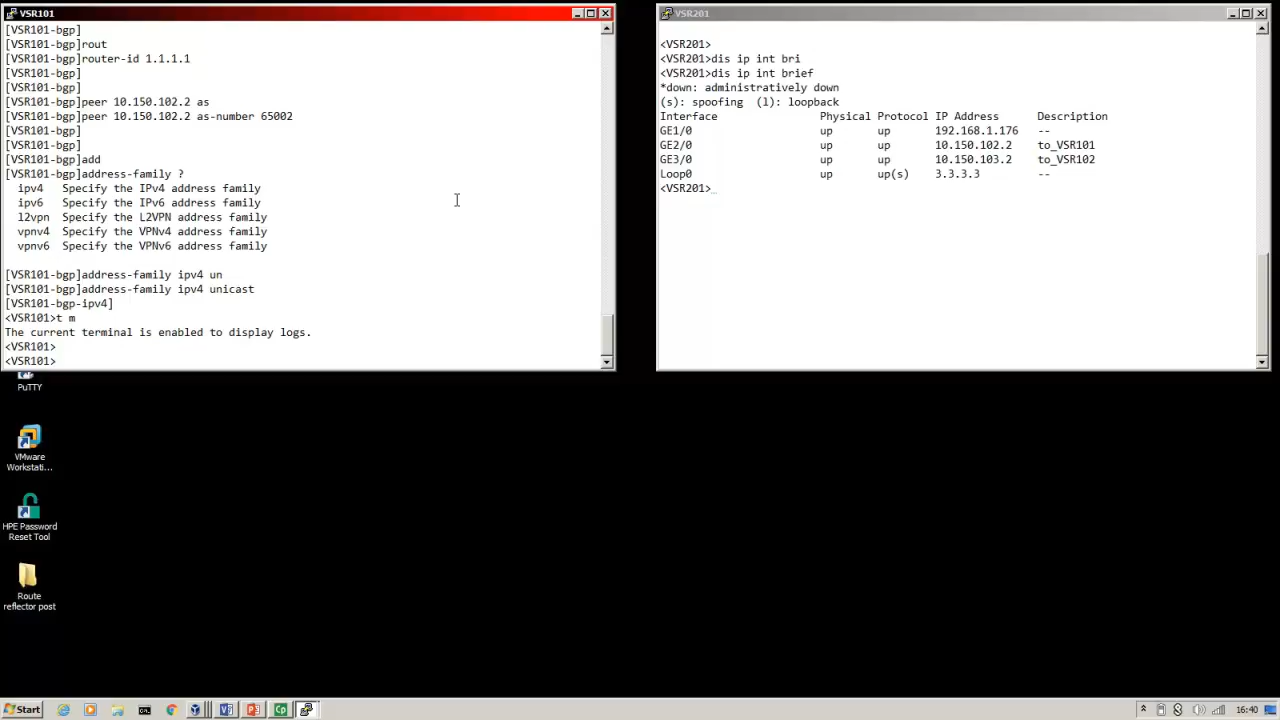 VSR101
[VSR101-bgp]
[VSR101-bgp]rout
[VSR101-bgp]router-id 1.1.1.1
[VSR101-bgp]
[VSR101-bgp]
[VSR101-bgp]peer 10.150.102.2 as
[VSR101-bgp]peer 10.150.102.2 as-number 65002
[VSR101-bgp]
[VSR101-bgp]
[VSR101-bgp]add
[VSR101-bgp]address-family ?
ipv4 Specify the IPv4 address family
ipv6 Specify the IPv6 address family
l2vpn Specify the L2VPN address family
vpnv4 Specify the VPNv4 address family
vpnv6 Specify the VPNv6 address family
[VSR101-bgp]address-family ipv4 un
[VSR101-bgp]address-family ipv4 unicast
[VSR101-bgp-ipv4]
<VSR101>t m
The current terminal is enabled to display logs.
<VSR101>
<VSR101>
VSR201
<VSR201>
<VSR201>dis ip int bri
<VSR201>dis ip int brief
*down: administratively down
(s): spoofing (l): loopback
Interface Physical Protocol IP Address Description
GE1/0 up up 192.168.1.176 --
GE2/0 up up 10.150.102.2 to_VSR101
GE3/0 up up 10.150.103.2 to_VSR102
Loop0 up up(s) 3.3.3.3 --
<VSR201>
PuTTY
VMware
Workstati...
HPE Password
Reset Tool
Route
reflector post
Start
16:40